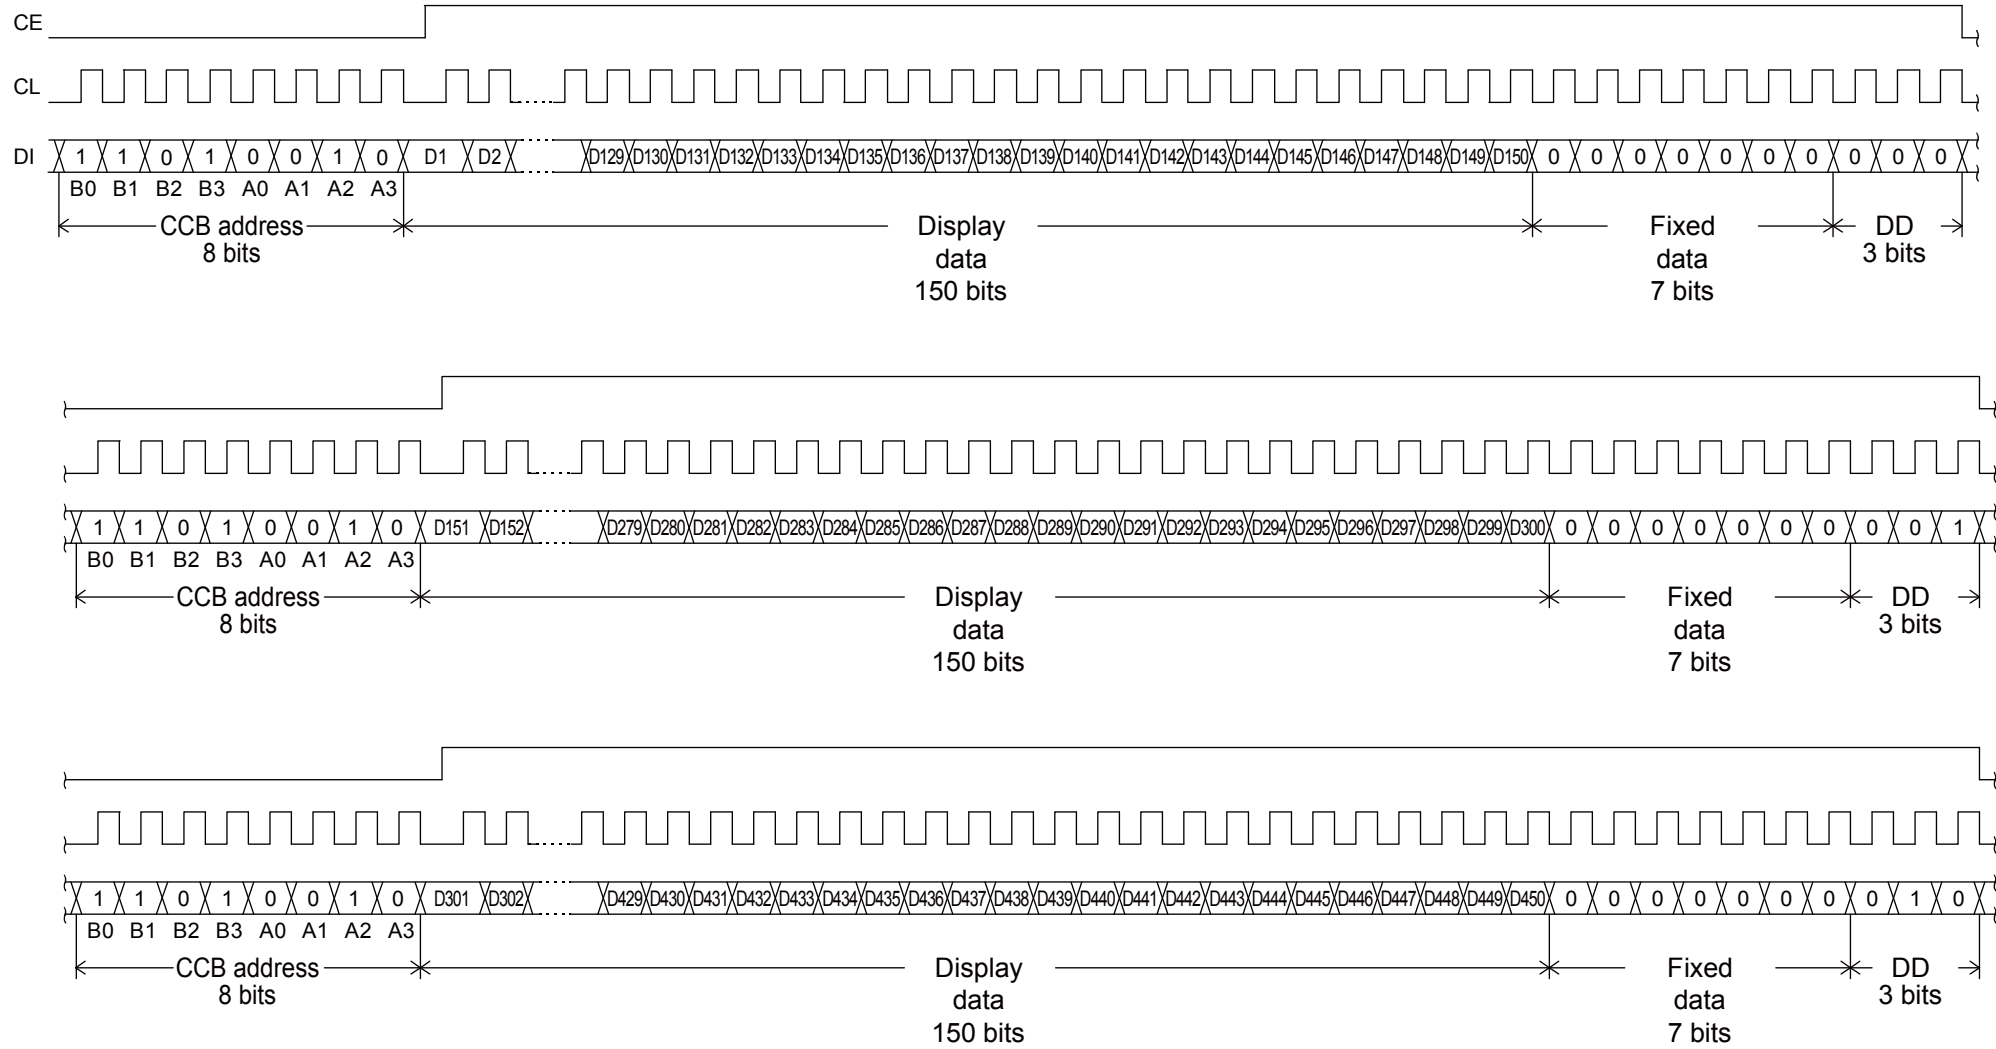 CE
CL
DI 1 1 0 1 0 0 1 0 D1 D2 D129 D130 D131 D132 D133 D134 D135 D136 D137 D138 D139 D140 D141 D142 D143 D144 D145 D146 D147 D148 D149 D150 0 0 0 0 0 0 0 0 0 0
B0 B1 B2 B3 A0 A1 A2 A3
CCB address
8 bits
Display
data
150 bits
Fixed
data
7 bits
DD
3 bits
1 1 0 1 0 0 1 0 D151 D152 D279 D280 D281 D282 D283 D284 D285 D286 D287 D288 D289 D290 D291 D292 D293 D294 D295 D296 D297 D298 D299 D300 0 0 0 0 0 0 0 0 0 1
B0 B1 B2 B3 A0 A1 A2 A3
CCB address
8 bits
Display
data
150 bits
Fixed
data
7 bits
DD
3 bits
1 1 0 1 0 0 1 0 D301 D302 D429 D430 D431 D432 D433 D434 D435 D436 D437 D438 D439 D440 D441 D442 D443 D444 D445 D446 D447 D448 D449 D450 0 0 0 0 0 0 0 0 1 0
B0 B1 B2 B3 A0 A1 A2 A3
CCB address
8 bits
Display
data
150 bits
Fixed
data
7 bits
DD
3 bits